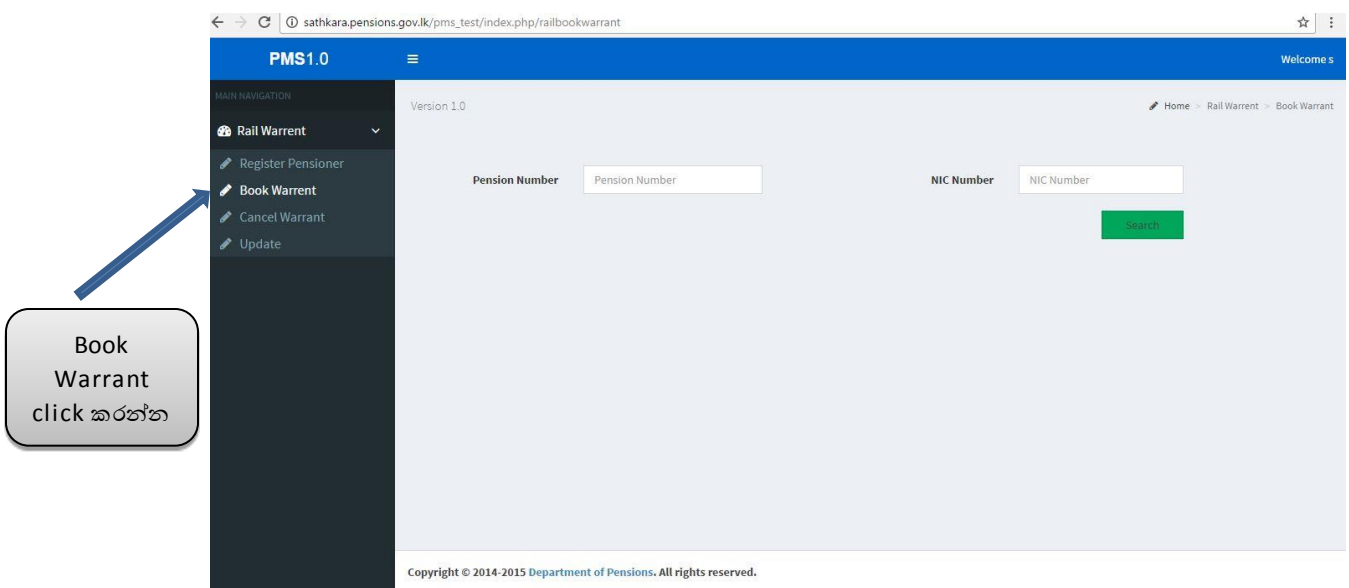 sathkara.pensions.gov.lk/pms_test/index.php/railbookwarrant
PMS1.0
Welcome s
MAIN NAVIGATION
Version 1.0
Home > Rail Warrent > Book Warrant
Rail Warrent
Register Pensioner
Book Warrent
Cancel Warrant
Update
Pension Number
Pension Number
NIC Number
NIC Number
Search
Book
Warrant
click කරන්න
Copyright © 2014-2015 Department of Pensions. All rights reserved.